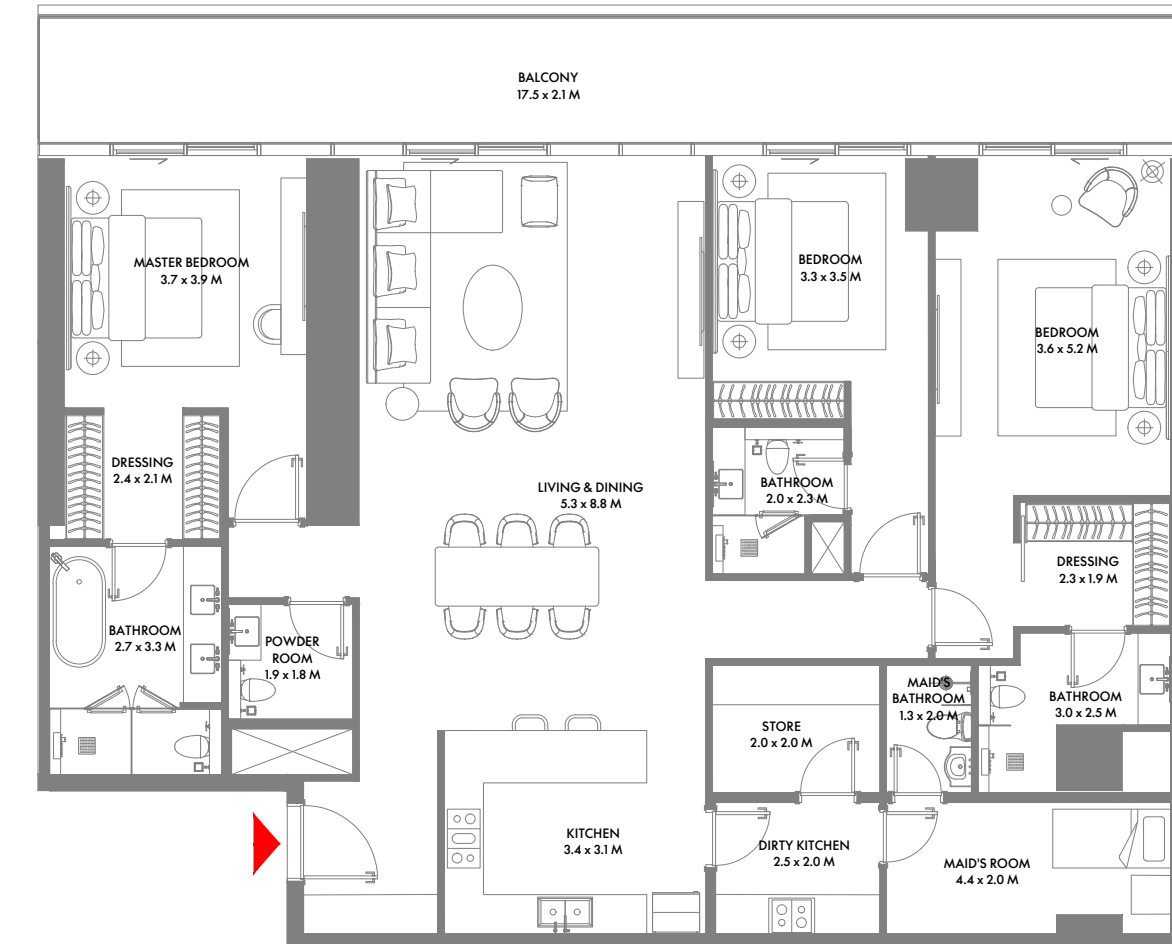 BALCONY
17.5 x 2.1 M
MASTER BEDROOM
3.7 x 3.9 M
BEDROOM
3.3 x 3.5 M
BEDROOM
3.6 x 5.2 M
DRESSING
2.4 x 2.1 M
LIVING & DINING
5.3 x 8.8 M
BATHROOM
2.0 x 2.3 M
DRESSING
2.3 x 1.9 M
BATHROOM
2.7 x 3.3 M
POWDER
ROOM
1.9 x 1.8 M
MAID'S
BATHROOM
1.3 x 2.0 M
BATHROOM
3.0 x 2.5 M
STORE
2.0 x 2.0 M
KITCHEN
3.4 x 3.1 M
DIRTY KITCHEN
2.5 x 2.0 M
MAID'S ROOM
4.4 x 2.0 M